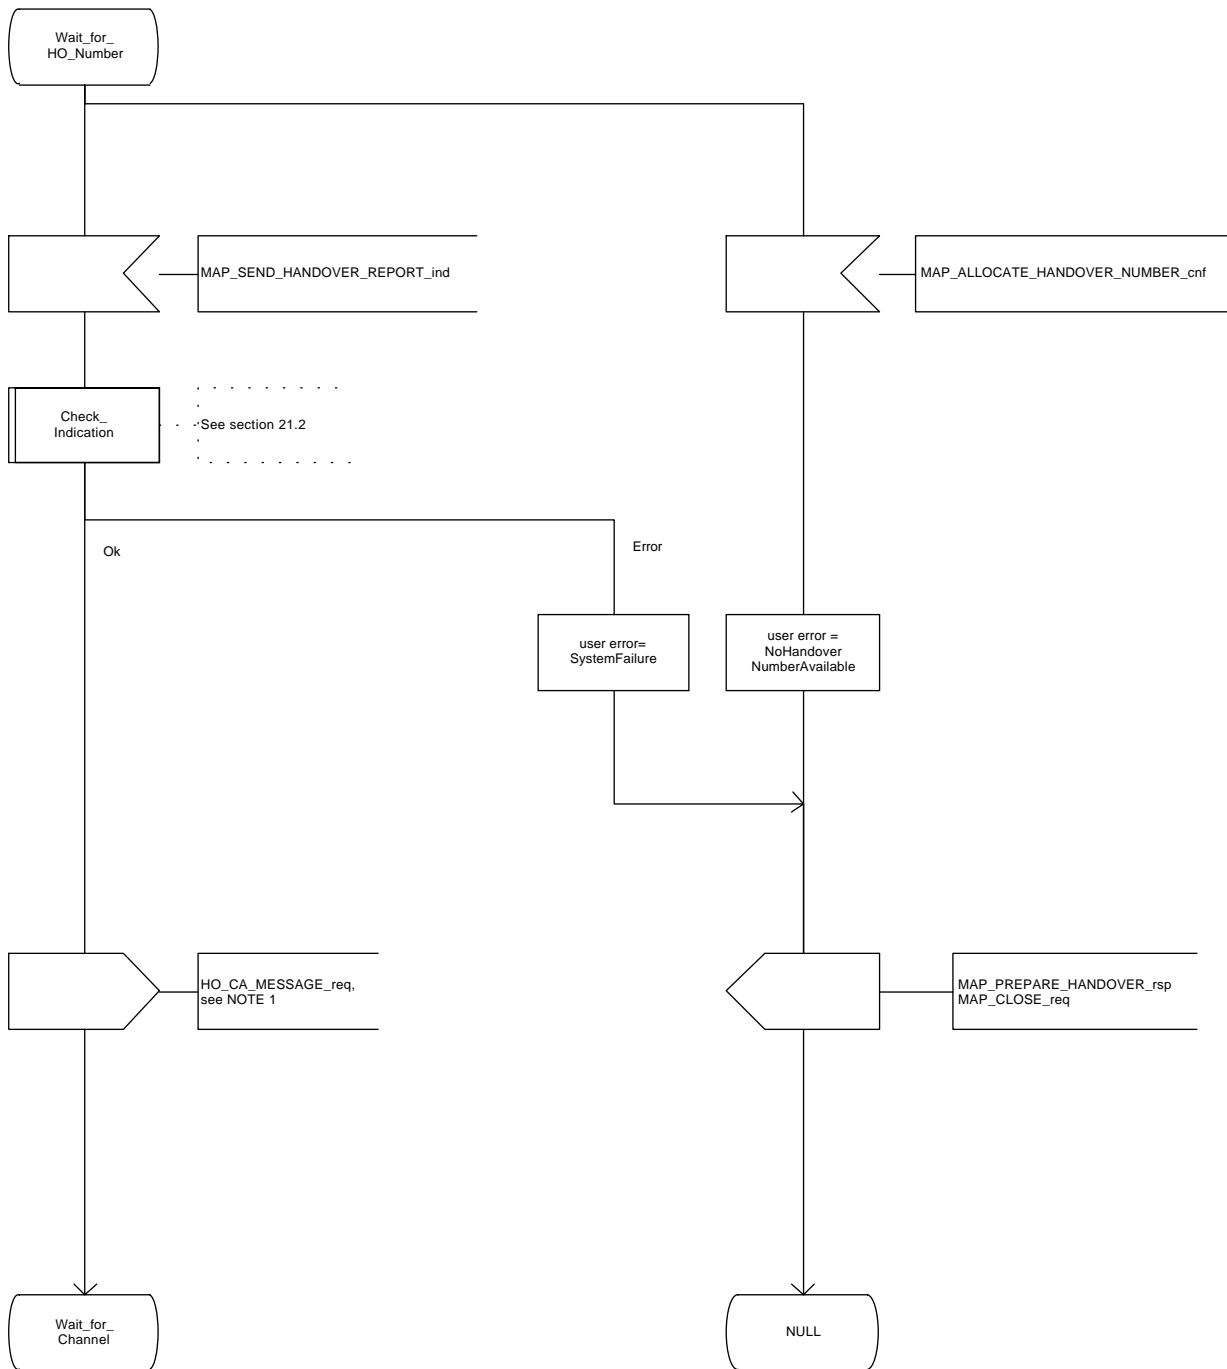 Wait_for_
HO_Number
MAP_SEND_HANDOVER_REPORT_ind
MAP_ALLOCATE_HANDOVER_NUMBER_cnf
Check_
Indication
See section 21.2
Ok
Error
user error=
SystemFailure
user error =
NoHandover
NumberAvailable
HO_CA_MESSAGE_req,
see NOTE 1
MAP_PREPARE_HANDOVER_rsp
MAP_CLOSE_req
Wait_for_
Channel
NULL